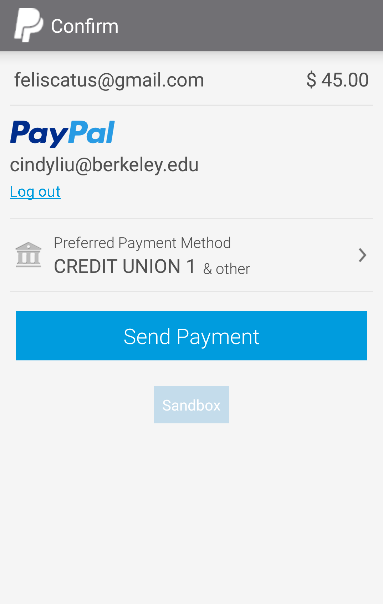 Confirm
feliscatus@gmail.com $ 45.00
PayPal
cindyliu@berkeley.edu
Log out
Preferred Payment Method
CREDIT UNION 1 & other
Send Payment
Sandbox